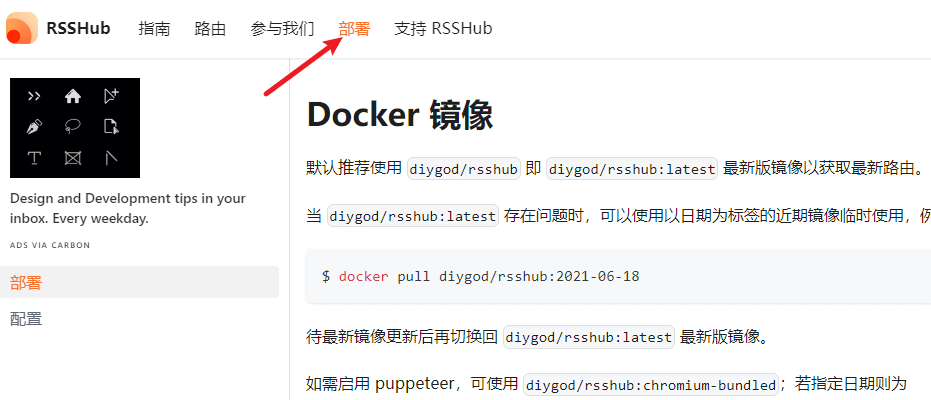 RSSHub 指南 路由 参与我们 部署 支持 RSSHub
Design and Development tips in your
inbox. Every weekday.
ADS VIA CARBON
部署
配置
Docker 镜像
默认推荐使用 diygod/rsshub 即 diygod/rsshub:latest 最新版镜像以获取最新路由。
当 diygod/rsshub:latest 存在问题时，可以使用以日期为标签的近期镜像临时使用，
$ docker pull diygod/rsshub:2021-06-18
待最新镜像更新后再切换回 diygod/rsshub:latest 最新版镜像。
如需启用 puppeteer，可使用 diygod/rsshub:chromium-bundled；若指定日期则为